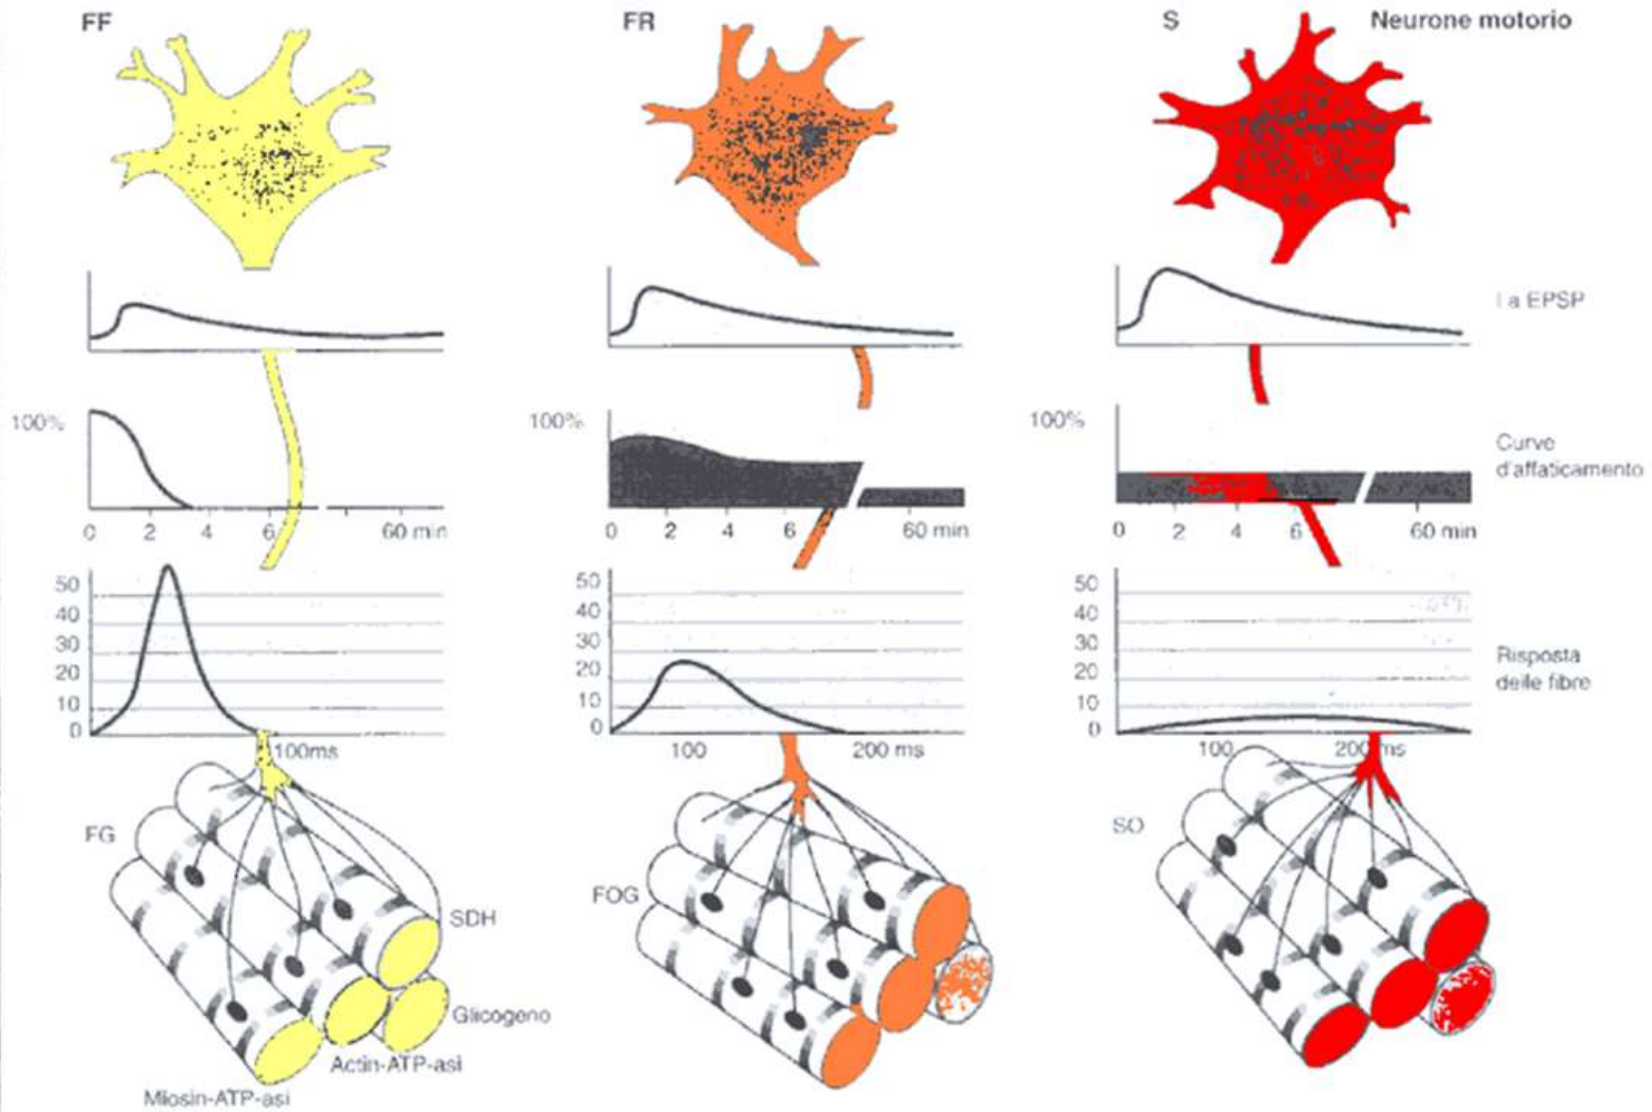 FF
FR
S
Neurone motorio
I a EPSP
100%
0 2 4 6 60 min
100%
0 2 4 6 60 min
100%
0 2 4 6 60 min
Curve
d'affaticamento
50
40
30
20
10
0
100ms
50
40
30
20
10
0
100 200 ms
50
40
30
20
10
0
100 200 ms
Risposta
delle fibre
FG
SDH
Glicogeno
Actin-ATP-asi
Miosin-ATP-asi
FOG
SO